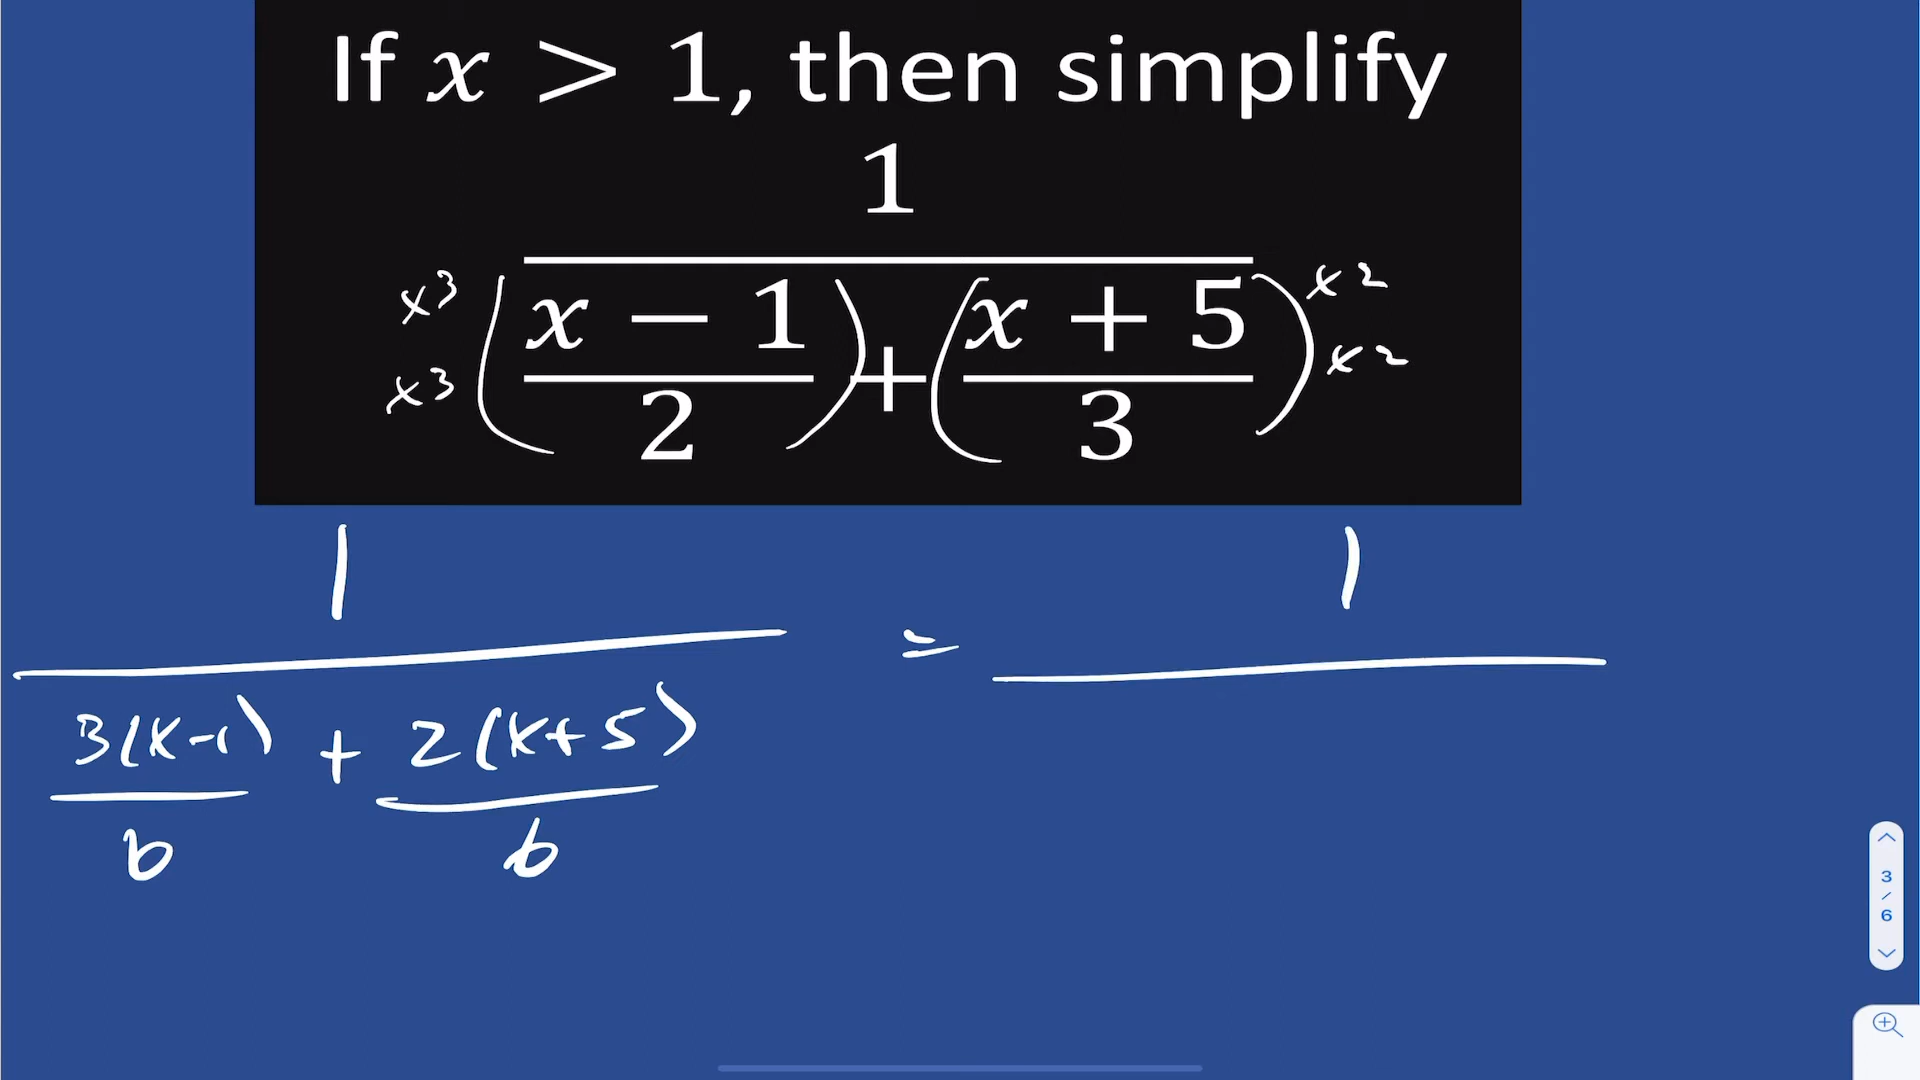 If x > 1, then simplify
1
x3 (x − 1) + (x + 5) x2
x3 2 3 x2
1 = 1
3(x-1) + 2(x+5)
6 6
3
/
6